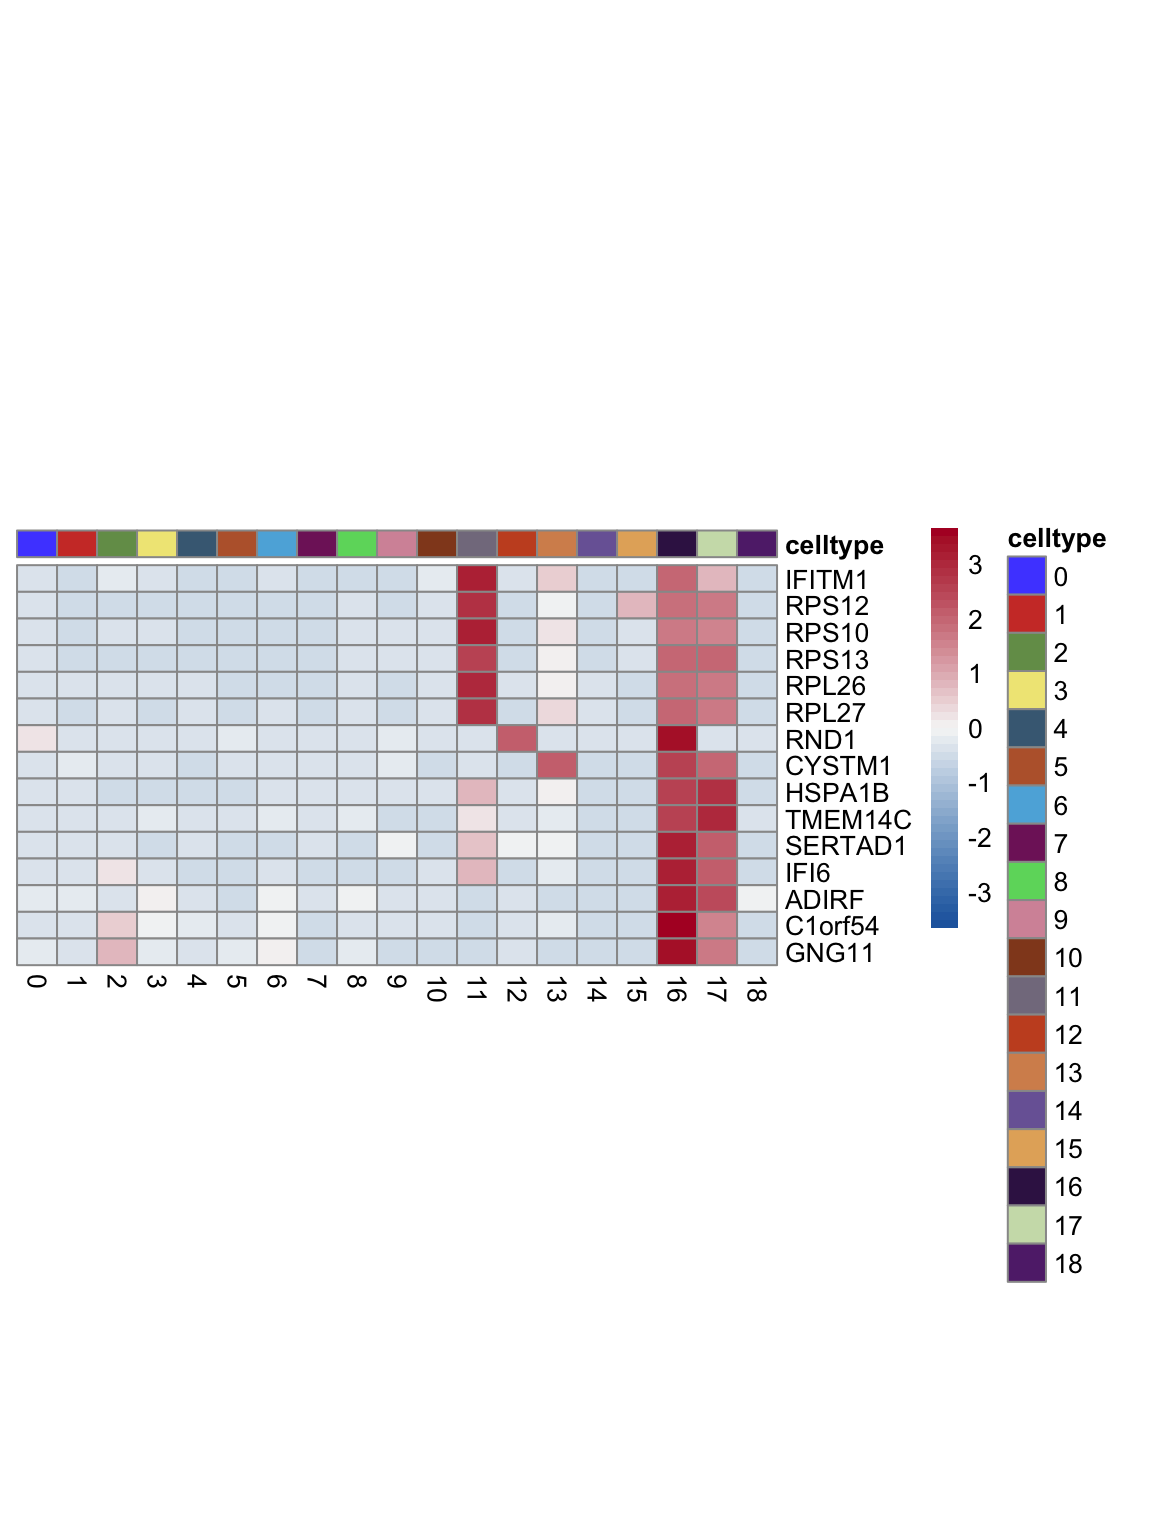 celltype
IFITM1
RPS12
RPS10
RPS13
RPL26
RPL27
RND1
CYSTM1
HSPA1B
TMEM14C
SERTAD1
IFI6
ADIRF
C1orf54
GNG11
0 1 2 3 4 5 6 7 8 9 10 11 12 13 14 15 16 17 18
3
2
1
0
-1
-2
-3
celltype
0
1
2
3
4
5
6
7
8
9
10
11
12
13
14
15
16
17
18